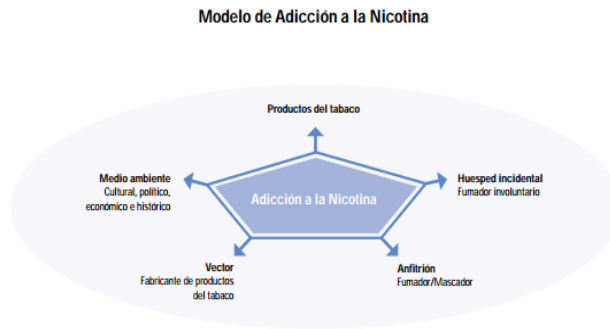 Modelo de Adicción a la Nicotina
Productos del tabaco
Medio ambiente
Cultural, político,
económico e histórico
Huesped incidental
Fumador involuntario
Adicción a la Nicotina
Vector
Fabricante de productos
del tabaco
Anfitrión
Fumador/Mascador